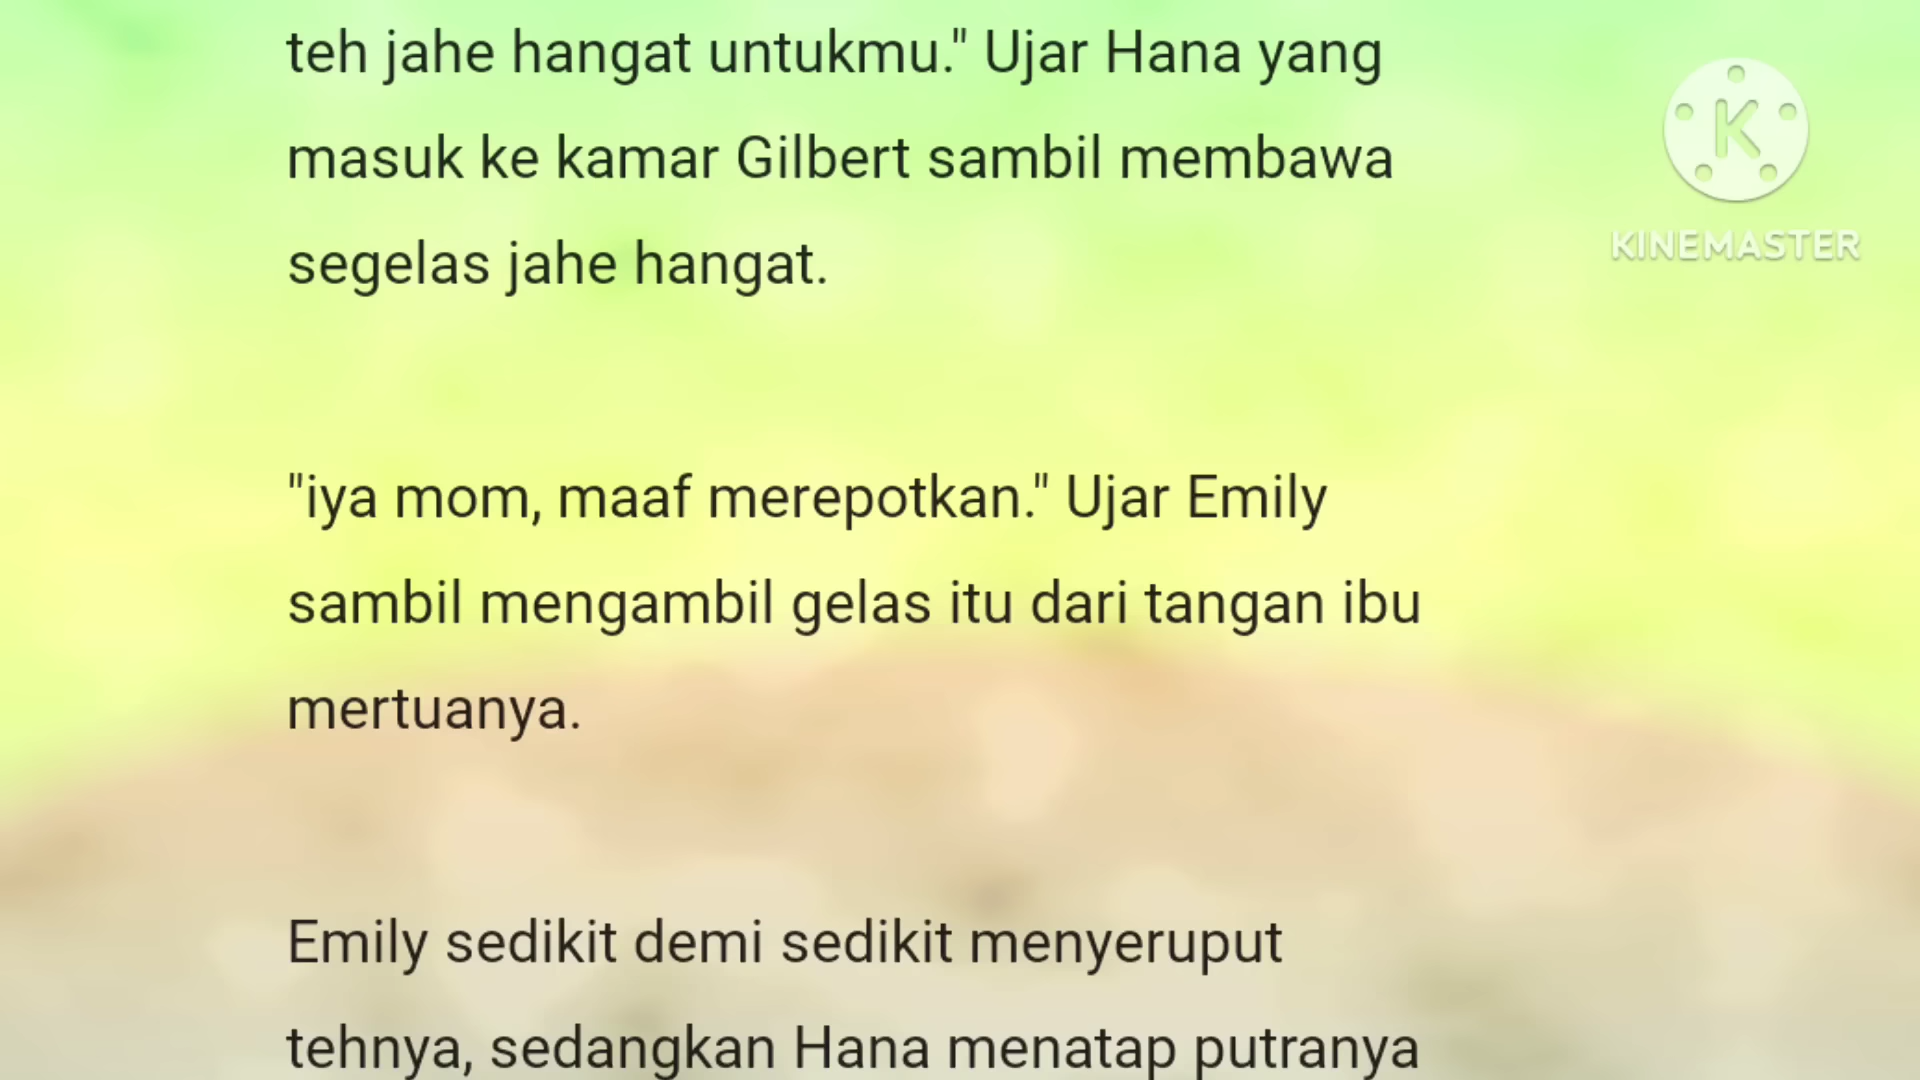 teh jahe hangat untukmu." Ujar Hana yang
masuk ke kamar Gilbert sambil membawa
segelas jahe hangat.
"iya mom, maaf merepotkan." Ujar Emily
sambil mengambil gelas itu dari tangan ibu
mertuanya.
Emily sedikit demi sedikit menyeruput
tehnya, sedangkan Hana menatap putranya
K
KINEMASTER